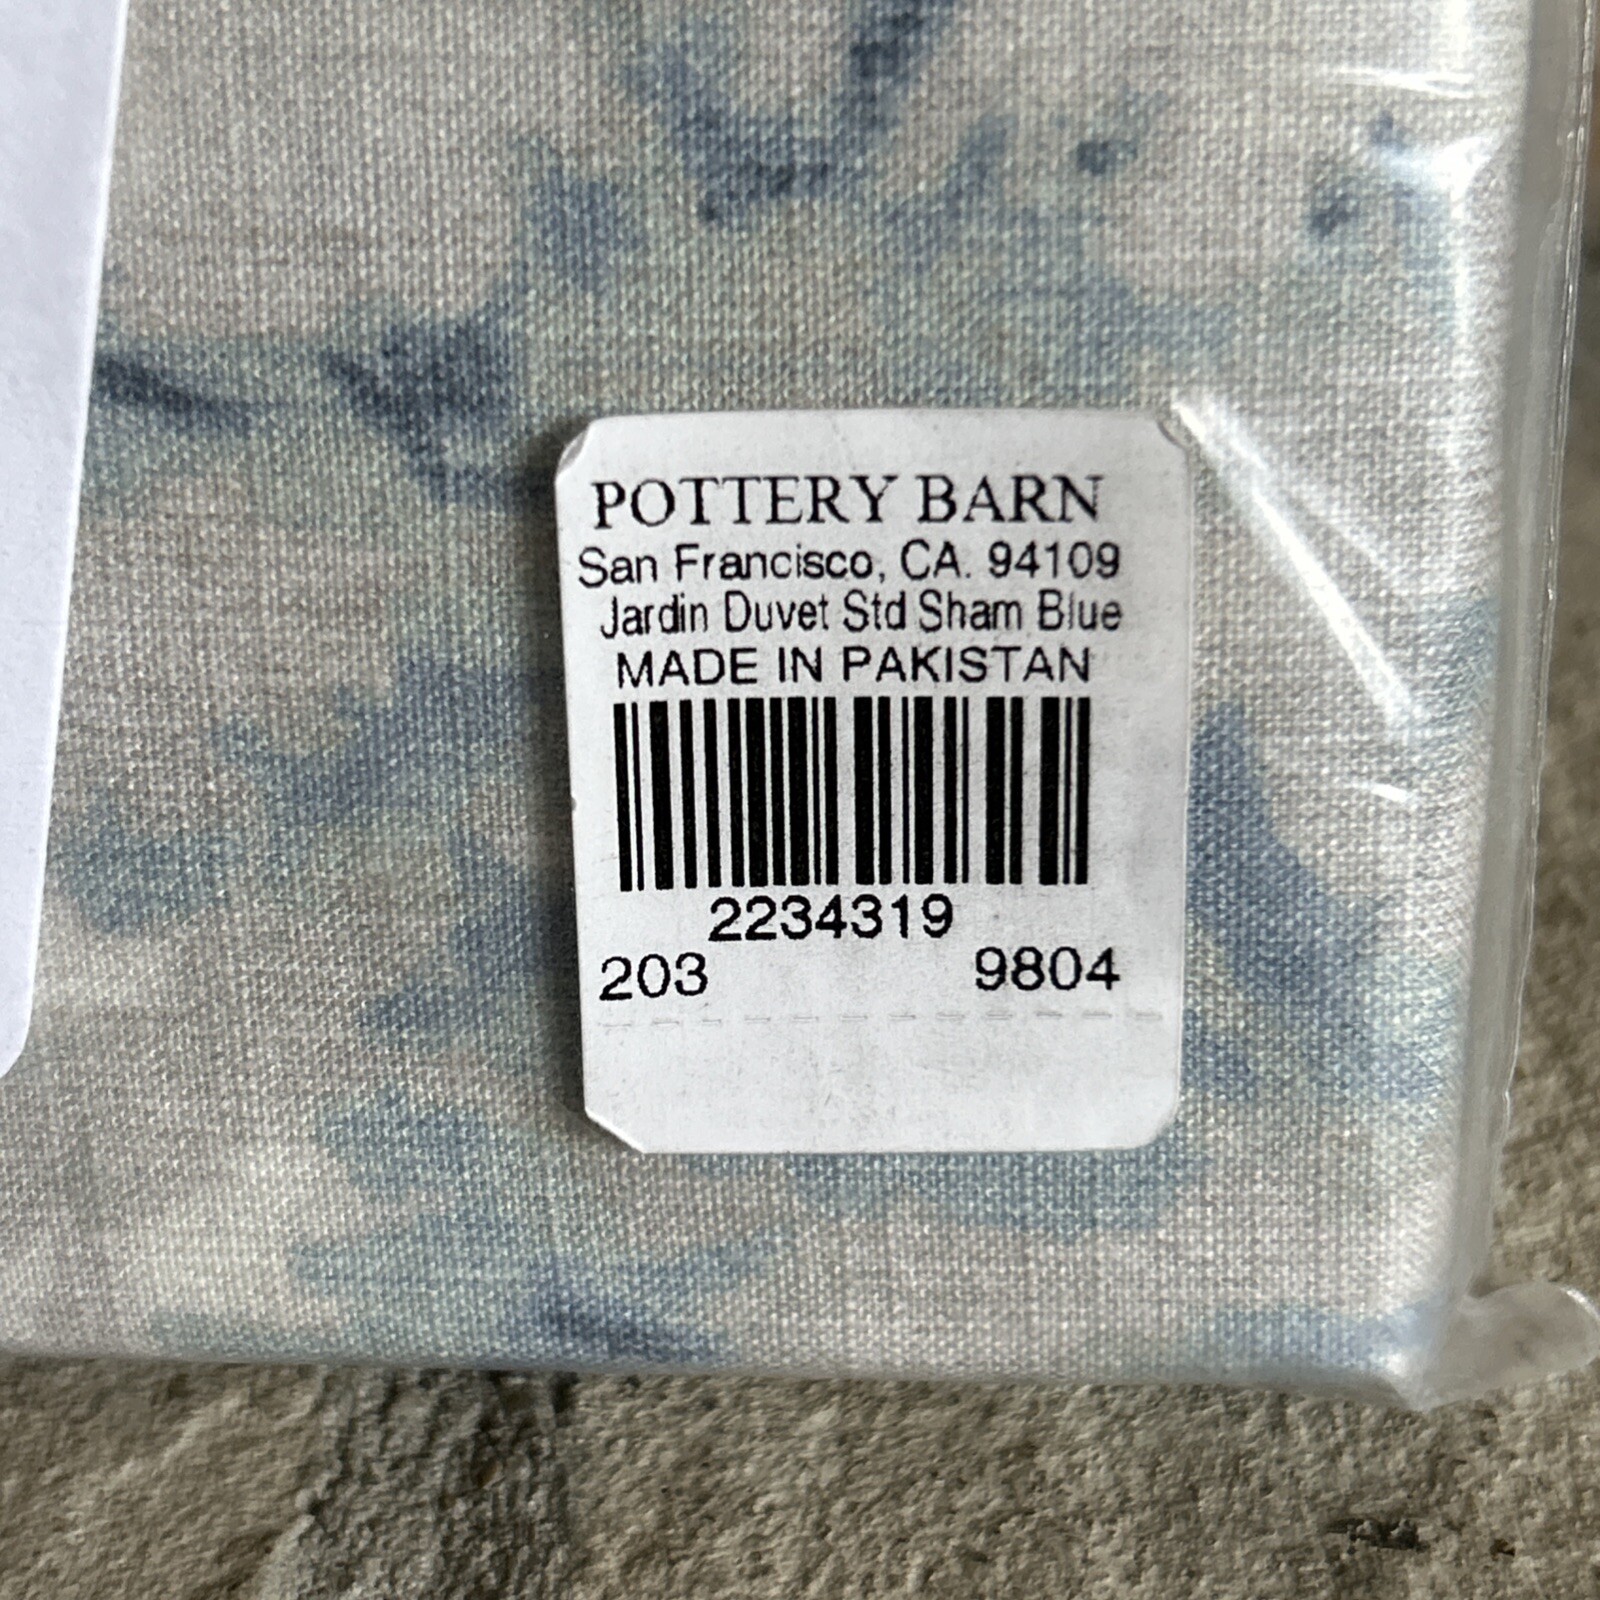 POTTERY BARN
San Francisco, CA. 94109
Jardin Duvet Std Sham Blue
MADE IN PAKISTAN
2234319
203 9804